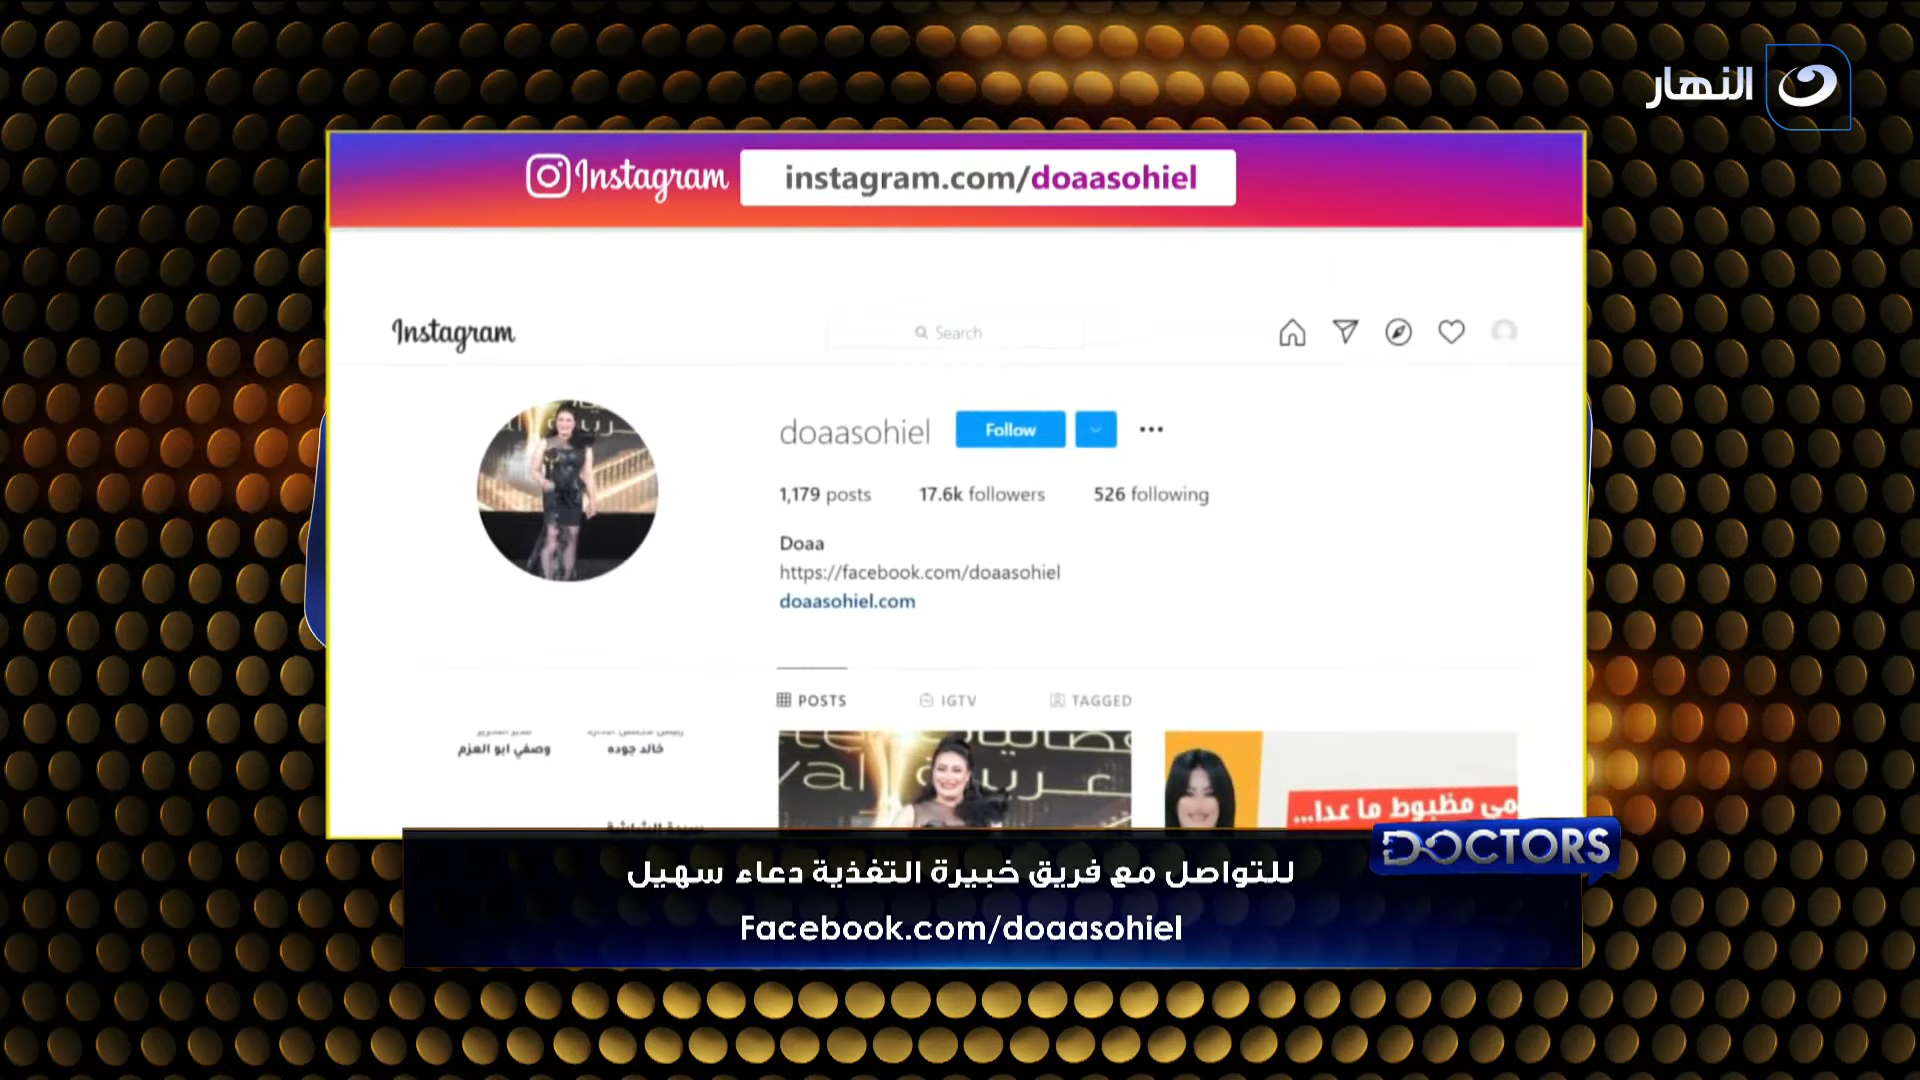 النهار
Instagram instagram.com/doaasohiel
Instagram
Search
doaasohiel Follow
1,179 posts 17.6k followers 526 following
Doaa
https://facebook.com/doaasohiel
doaasohiel.com
POSTS IGTV TAGGED
خالد جوده وصفي ابو العزم
مي مظبوط ما عدا...
DOCTORS
للتواصل مع فريق خبيرة التغذية دعاء سهيل
Facebook.com/doaasohiel